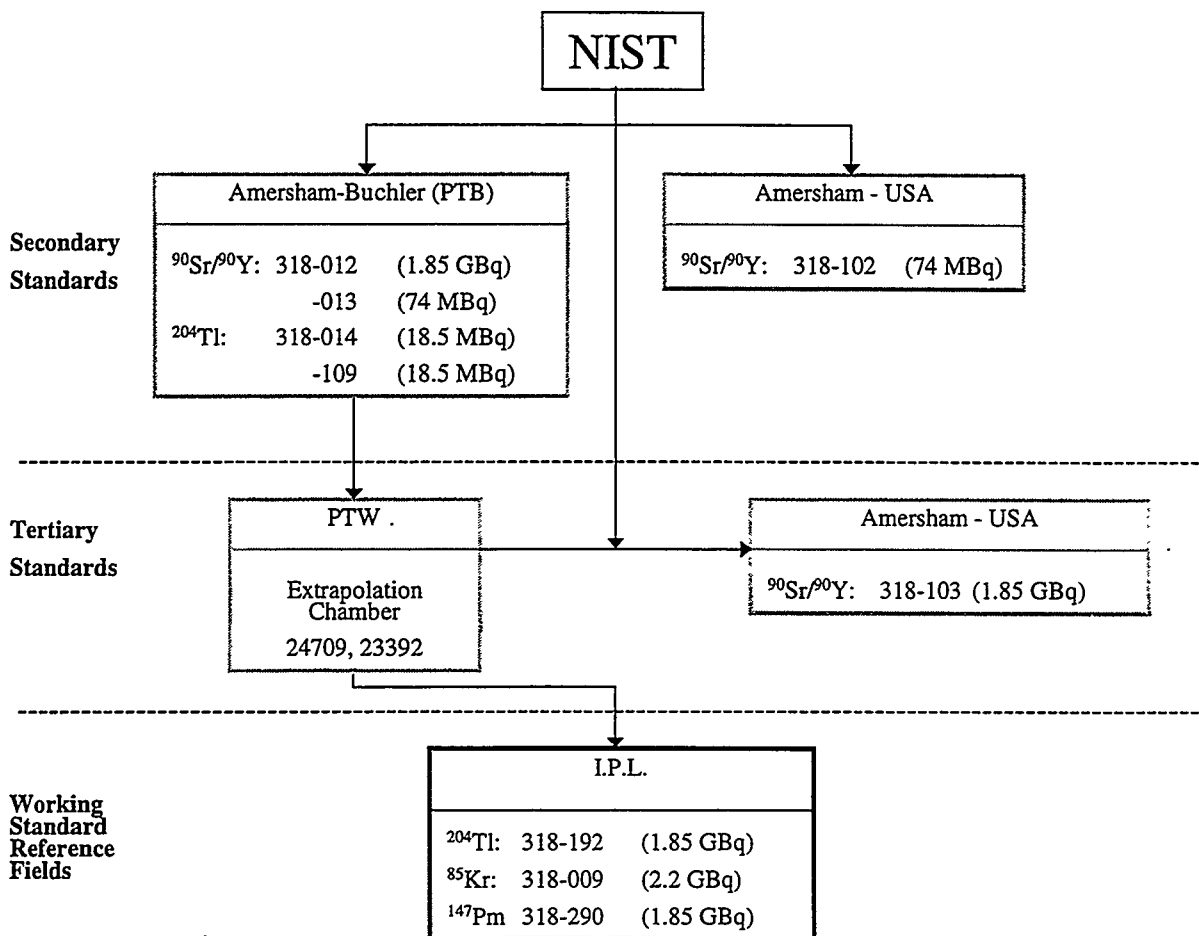 NIST
Amersham-Buchler (PTB)
⁹⁰Sr/⁹⁰Y: 318-012 (1.85 GBq)
-013 (74 MBq)
²⁰⁴Tl: 318-014 (18.5 MBq)
-109 (18.5 MBq)
Amersham - USA
⁹⁰Sr/⁹⁰Y: 318-102 (74 MBq)
Secondary
Standards
Tertiary
Standards
PTW .
Extrapolation
Chamber
24709, 23392
Amersham - USA
⁹⁰Sr/⁹⁰Y: 318-103 (1.85 GBq)
Working
Standard
Reference
Fields
I.P.L.
²⁰⁴Tl: 318-192 (1.85 GBq)
⁸⁵Kr: 318-009 (2.2 GBq)
¹⁴⁷Pm 318-290 (1.85 GBq)